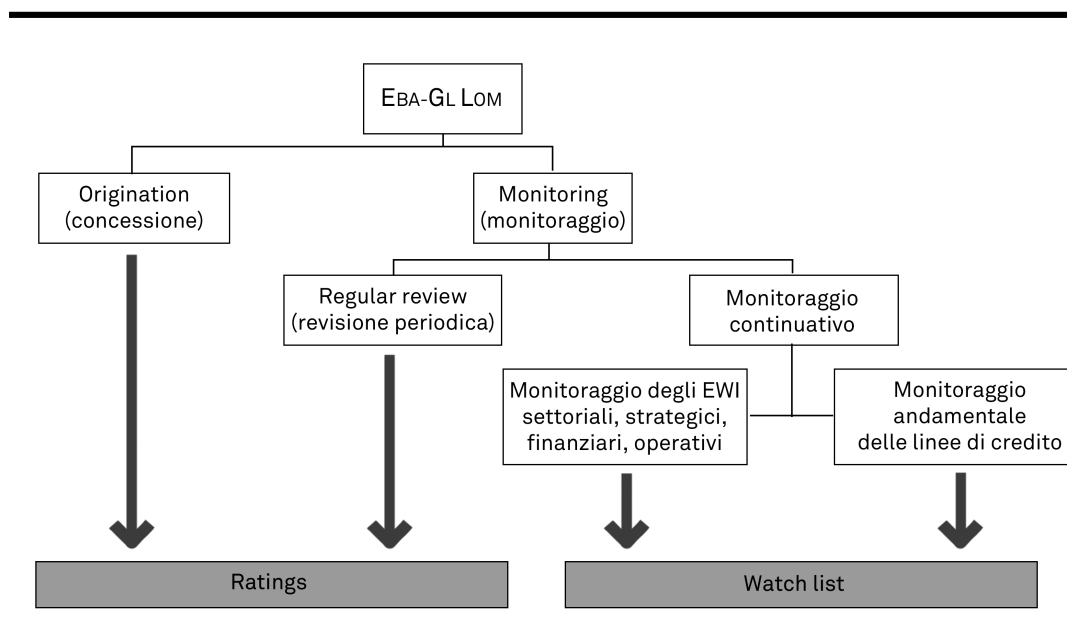 EBA-GL LOM
Origination
(concessione)
Monitoring
(monitoraggio)
Regular review
(revisione periodica)
Monitoraggio
continuativo
Monitoraggio degli EWI
settoriali, strategici,
finanziari, operativi
Monitoraggio
andamentale
delle linee di credito
Ratings
Watch list